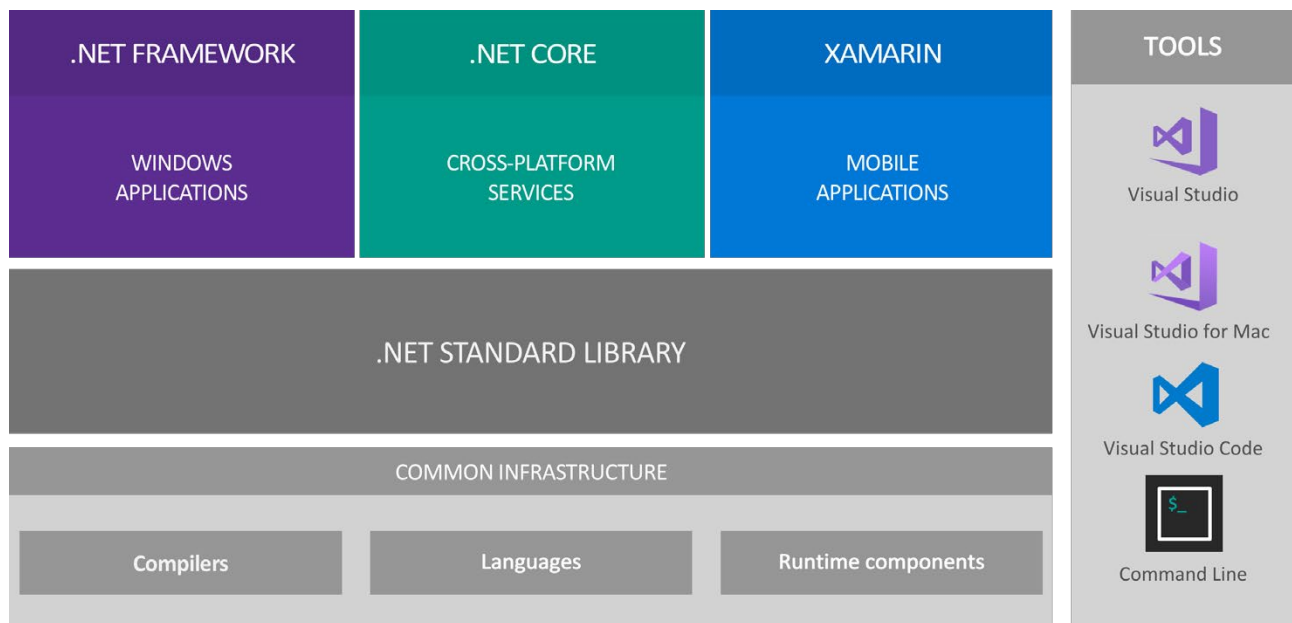 .NET FRAMEWORK
WINDOWS
APPLICATIONS
.NET CORE
CROSS-PLATFORM
SERVICES
XAMARIN
MOBILE
APPLICATIONS
.NET STANDARD LIBRARY
COMMON INFRASTRUCTURE
Compilers
Languages
Runtime components
TOOLS
Visual Studio
Visual Studio for Mac
Visual Studio Code
$_
Command Line